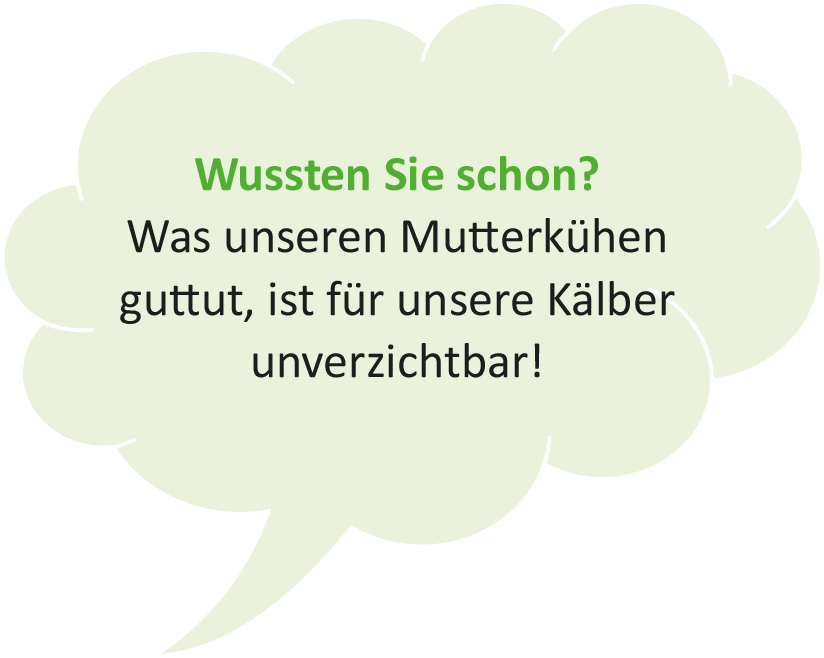 Wussten Sie schon?
Was unseren Mutterkühen
guttut, ist für unsere Kälber
unverzichtbar!